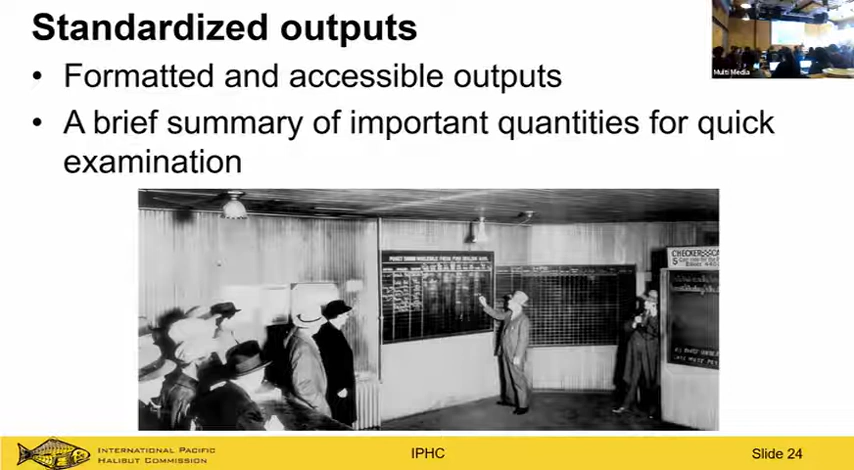 Standardized outputs
Multi Media
• Formatted and accessible outputs
• A brief summary of important quantities for quick
examination
CHECKER
INTERNATIONAL PACIFIC
HALIBUT COMMISSION
IPHC
Slide 24